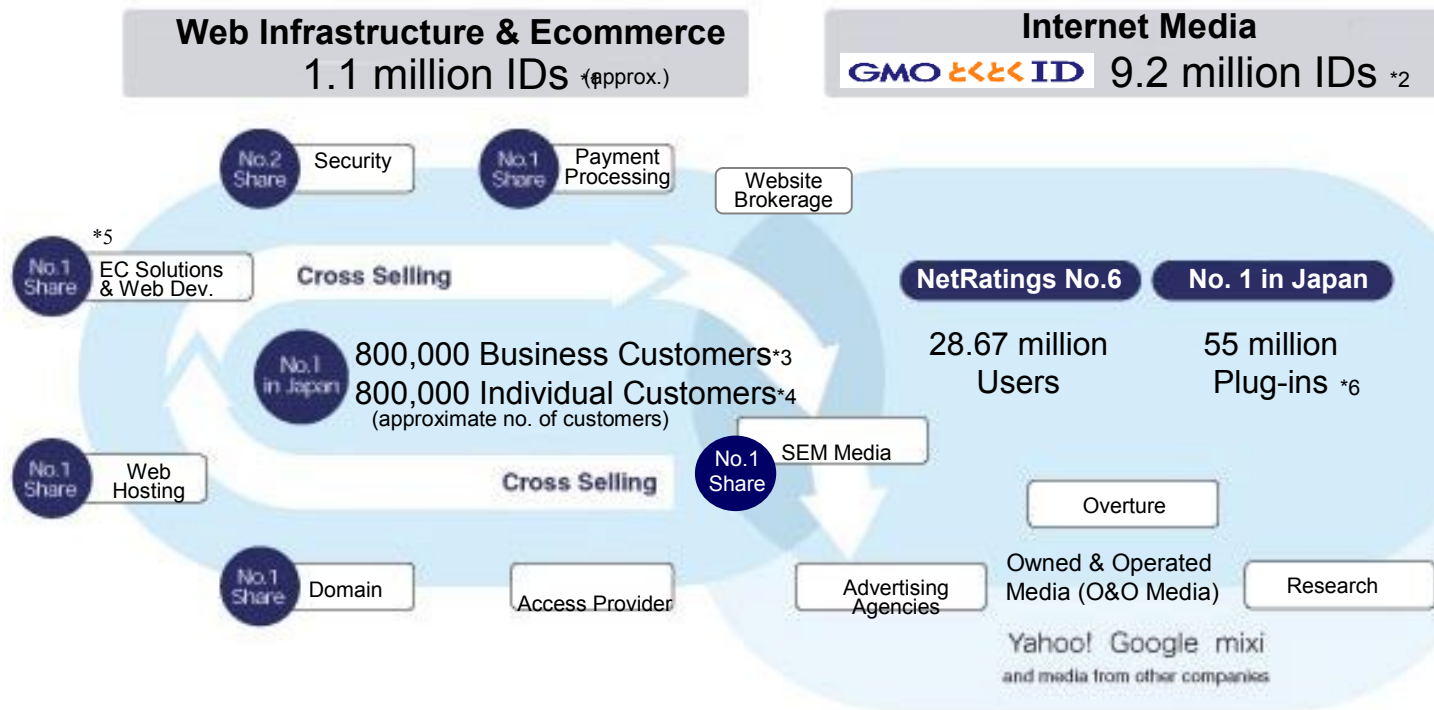 Web Infrastructure & Ecommerce
1.1 million IDs (approx.)
Internet Media
GMO とくとく ID 9.2 million IDs *2
No.2
Share
Security
No.1
Share
Payment
Processing
Website
Brokerage
*5
No.1
Share
EC Solutions
& Web Dev.
Cross Selling
NetRatings No.6
No. 1 in Japan
No.1
in Japan
800,000 Business Customers*3
800,000 Individual Customers*4
(approximate no. of customers)
28.67 million
Users
55 million
Plug-ins *6
No.1
Share
SEM Media
No.1
Share
Web
Hosting
Cross Selling
Overture
No.1
Share
Domain
Access Provider
Advertising
Agencies
Owned & Operated
Media (O&O Media)
Research
Yahoo! Google mixi
and media from other companies